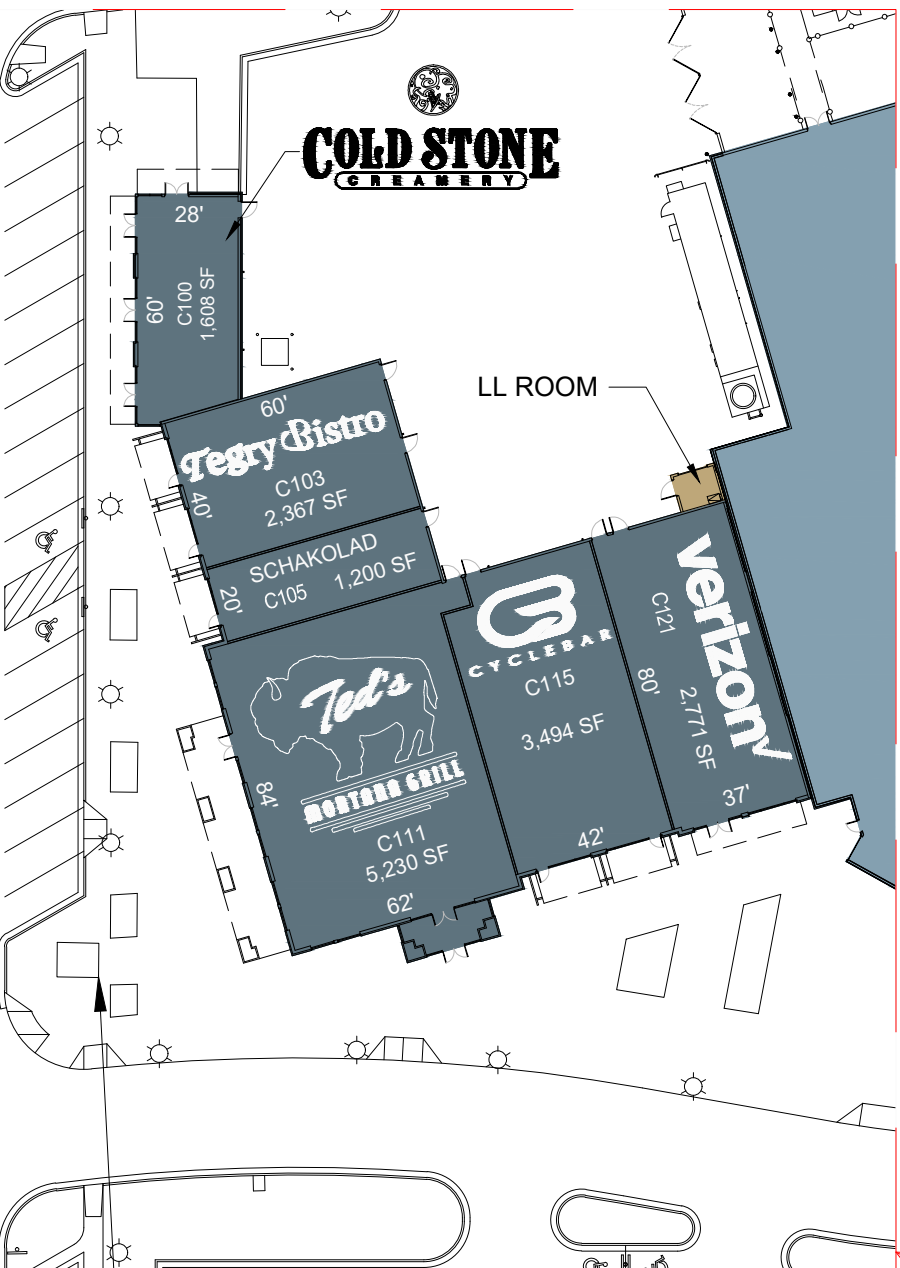 COLD STONE
CREAMERY
28'
60'
C100
1,608 SF
LL ROOM
60'
Tegry Bistro
40'
C103
2,367 SF
SCHAKOLAD
20'
C105 1,200 SF
CYCLEBAR
C115
3,494 SF
42'
verizon
C121
80'
2,771 SF
37'
Ted's
MONTANA GRILL
84'
C111
5,230 SF
62'